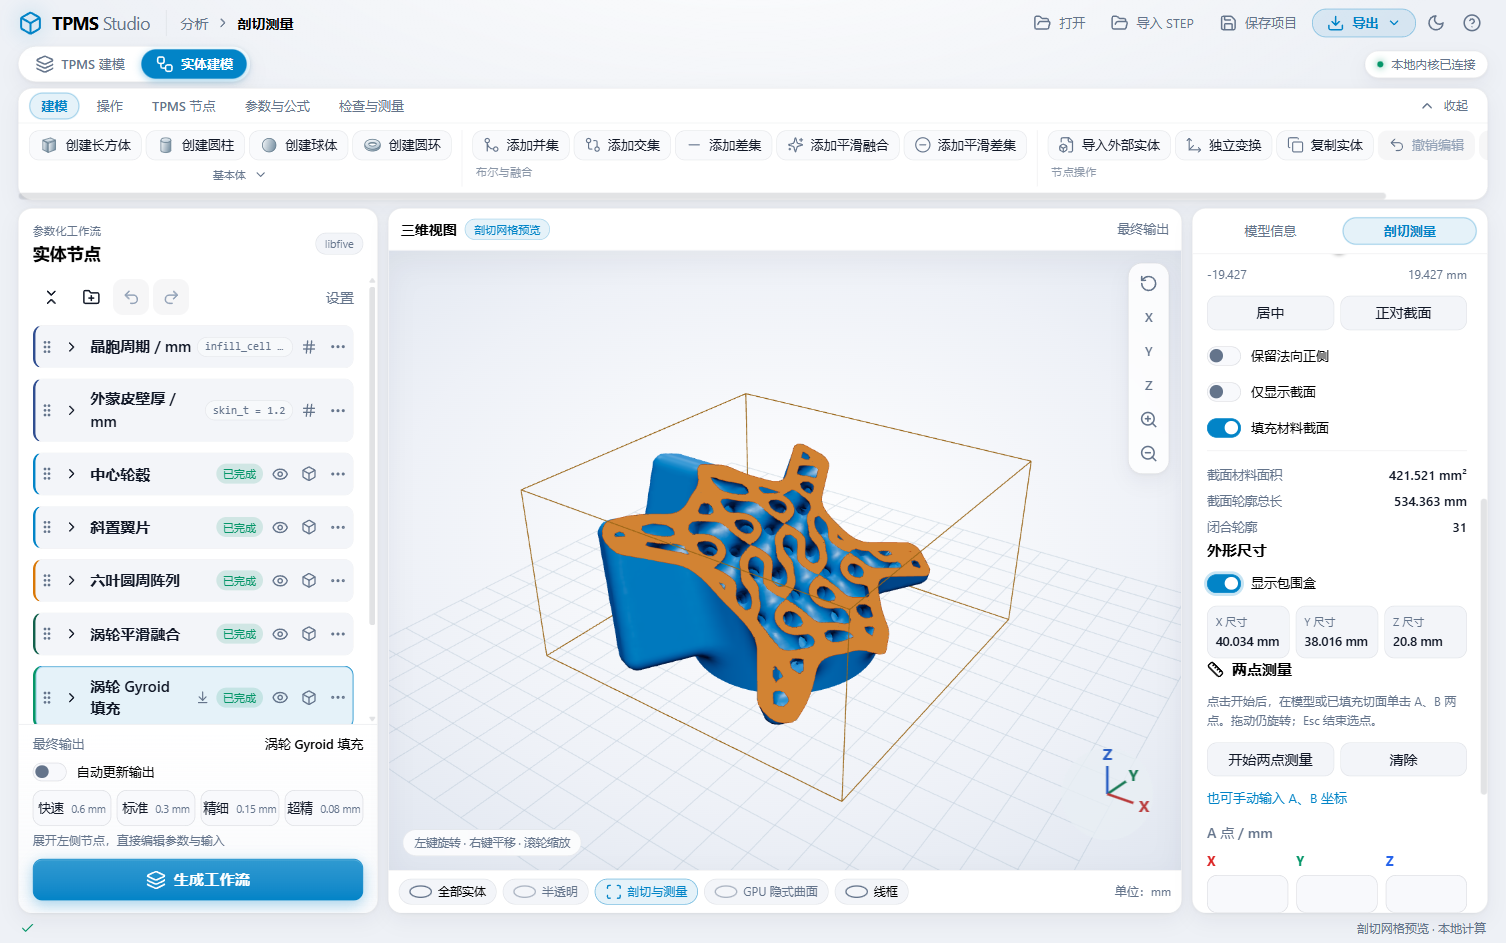 TPMS Studio 分析 > 剖切测量 打开 导入 STEP 保存项目 导出
TPMS 建模 实体建模 本地内核已连接
建模 操作 TPMS 节点 参数与公式 检查与测量 收起
创建长方体 创建圆柱 创建球体 创建圆环 添加并集 添加交集 添加差集 添加平滑融合 添加平滑差集 导入外部实体 独立变换 复制实体 撤销编辑
基本体 布尔与融合 节点操作
参数化工作流
实体节点
libfive
设置
晶胞周期 / mm infill_cell …
外蒙皮壁厚 /
mm
skin_t = 1.2
中心轮毂 已完成
斜置翼片 已完成
六叶圆周阵列 已完成
涡轮平滑融合 已完成
涡轮 Gyroid
填充
已完成
最终输出 涡轮 Gyroid 填充
自动更新输出
快速 0.6 mm 标准 0.3 mm 精细 0.15 mm 超精 0.08 mm
展开左侧节点，直接编辑参数与输入
生成工作流
三维视图 剖切网格预览 最终输出
X
Y
Z
Z
Y
X
左键旋转 · 右键平移 · 滚轮缩放
全部实体 半透明 剖切与测量 GPU 隐式曲面 线框 单位：mm
模型信息 剖切测量
-19.427 19.427 mm
居中 正对截面
保留法向正侧
仅显示截面
填充材料截面
截面材料面积 421.521 mm²
截面轮廓总长 534.363 mm
闭合轮廓 31
外形尺寸
显示包围盒
X 尺寸 Y 尺寸 Z 尺寸
40.034 mm 38.016 mm 20.8 mm
两点测量
点击开始后，在模型或已填充切面单击 A、B 两
点。拖动仍旋转；Esc 结束选点。
开始两点测量 清除
也可手动输入 A、B 坐标
A 点 / mm
X Y Z
剖切网格预览 · 本地计算